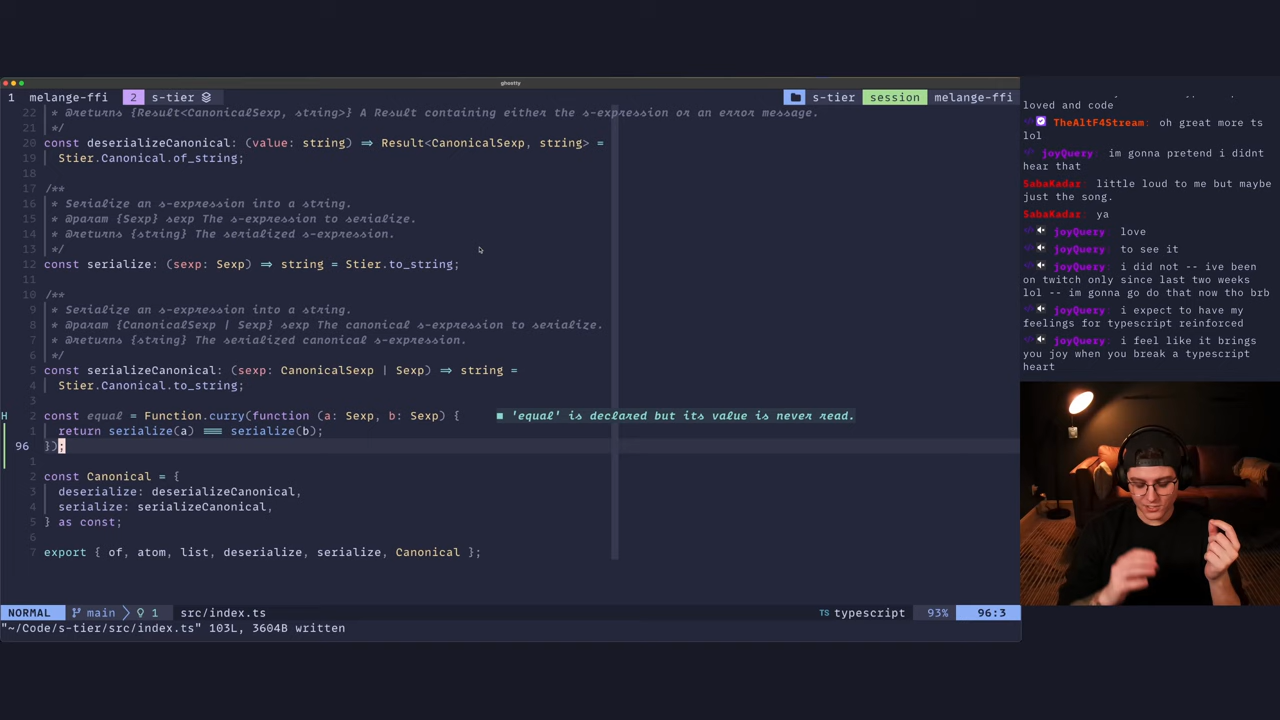 ghostty
1 melange-ffi 2 s-tier
s-tier session melange-ffi
22 * @returns {Result<CanonicalSexp, string>} A Result containing either the s-expression or an error message.
21 */
20 const deserializeCanonical: (value: string) => Result<CanonicalSexp, string> =
19 Stier.Canonical.of_string;
18
17 /**
16 * Serialize an s-expression into a string.
15 * @param {Sexp} sexp The s-expression to serialize.
14 * @returns {string} The serialized s-expression.
13 */
12 const serialize: (sexp: Sexp) => string = Stier.to_string;
11
10 /**
9 * Serialize an s-expression into a string.
8 * @param {CanonicalSexp | Sexp} sexp The canonical s-expression to serialize.
7 * @returns {string} The serialized canonical s-expression.
6 */
5 const serializeCanonical: (sexp: CanonicalSexp | Sexp) => string =
4 Stier.Canonical.to_string;
3
H 2 const equal = Function.curry(function (a: Sexp, b: Sexp) { ■ 'equal' is declared but its value is never read.
1 return serialize(a) === serialize(b);
96 });
1
2 const Canonical = {
3 deserialize: deserializeCanonical,
4 serialize: serializeCanonical,
5 } as const;
6
7 export { of, atom, list, deserialize, serialize, Canonical };
NORMAL main 1 src/index.ts TS typescript 93% 96:3
"~/Code/s-tier/src/index.ts" 103L, 3604B written
loved and code
TheAltF4Stream: oh great more ts
lol
joyQuery: im gonna pretend i didnt
hear that
SabaKadar: little loud to me but maybe
just the song.
SabaKadar: ya
joyQuery: love
joyQuery: to see it
joyQuery: i did not -- ive been
on twitch only since last two weeks
lol -- im gonna go do that now tho brb
joyQuery: i expect to have my
feelings for typescript reinforced
joyQuery: i feel like it brings
you joy when you break a typescript
heart